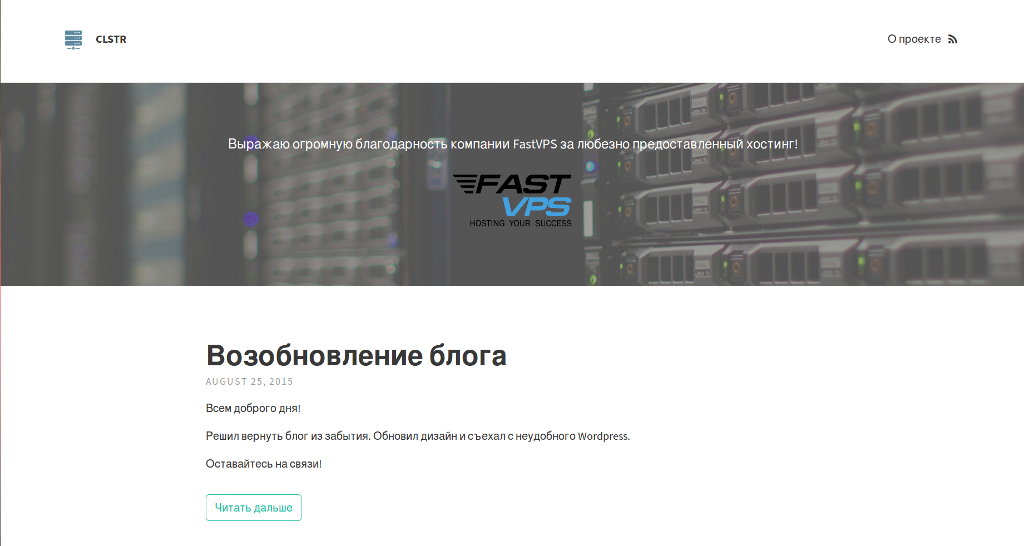 CLSTR
О проекте
Выражаю огромную благодарность компании FastVPS за любезно предоставленный хостинг!
FAST
VPS
HOSTING YOUR SUCCESS
Возобновление блога
AUGUST 25, 2015
Всем доброго дня!
Решил вернуть блог из забытия. Обновил дизайн и съехал с неудобного Wordpress.
Оставайтесь на связи!
Читать дальше